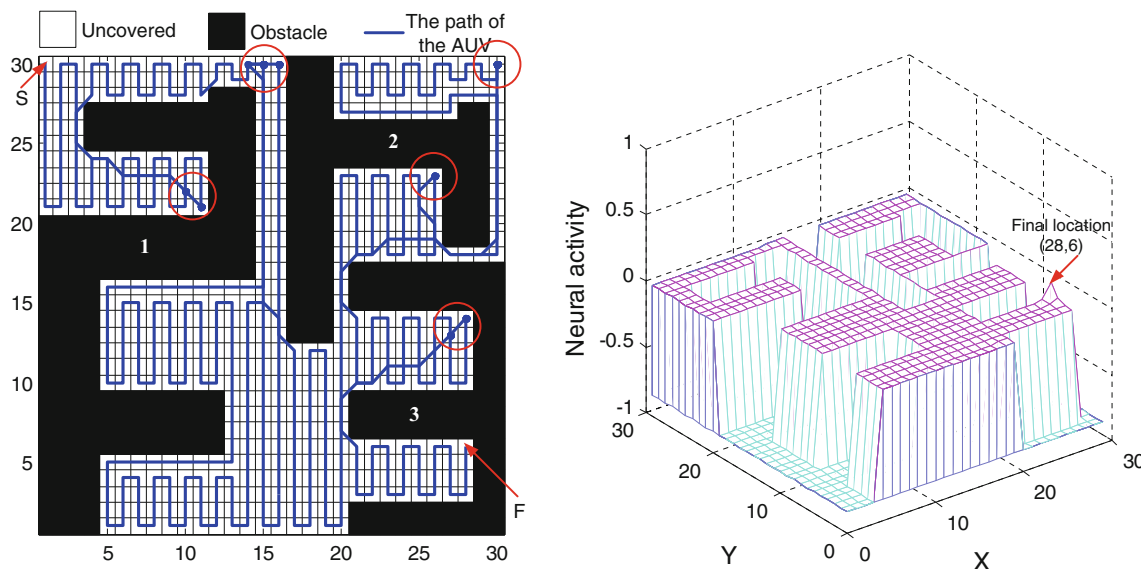 Uncovered
Obstacle
The path of
the AUV
30
S
25
20
15
10
5
5
10
15
20
25
30
1
2
3
F
Neural activity
1
0.5
0
-0.5
-1
30
20
10
0
Y
0
10
20
30
X
Final location
(28,6)